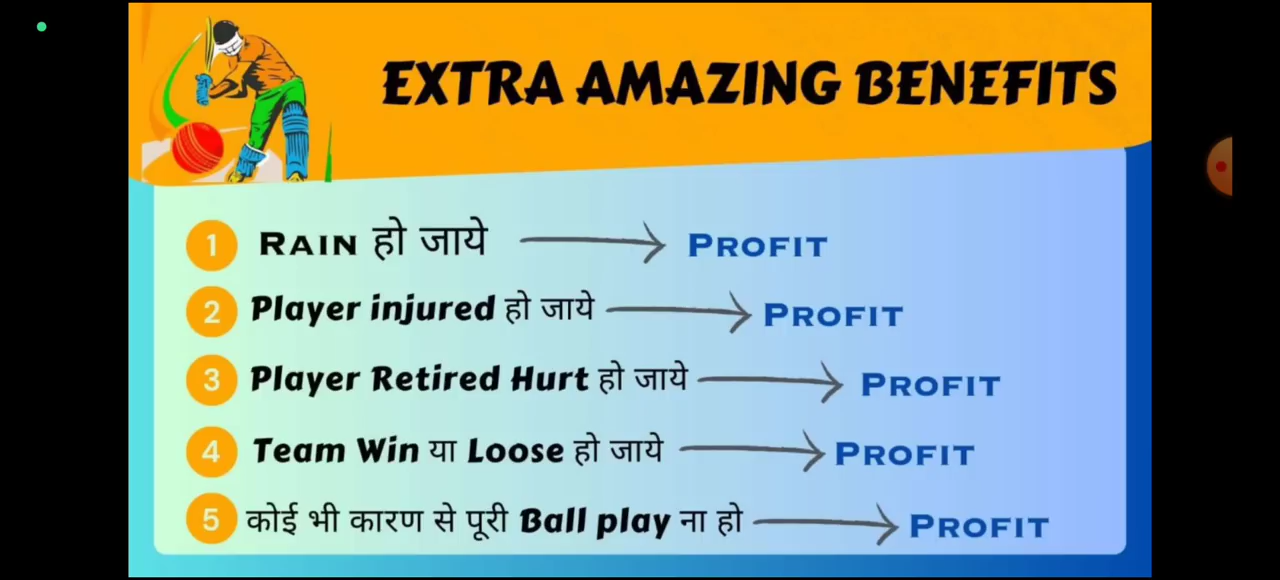 EXTRA AMAZING BENEFITS
1 RAIN हो जाये PROFIT
2 Player injured हो जाये PROFIT
3 Player Retired Hurt हो जाये PROFIT
4 Team Win या Loose हो जाये PROFIT
5 कोई भी कारण से पूरी Ball play ना हो PROFIT